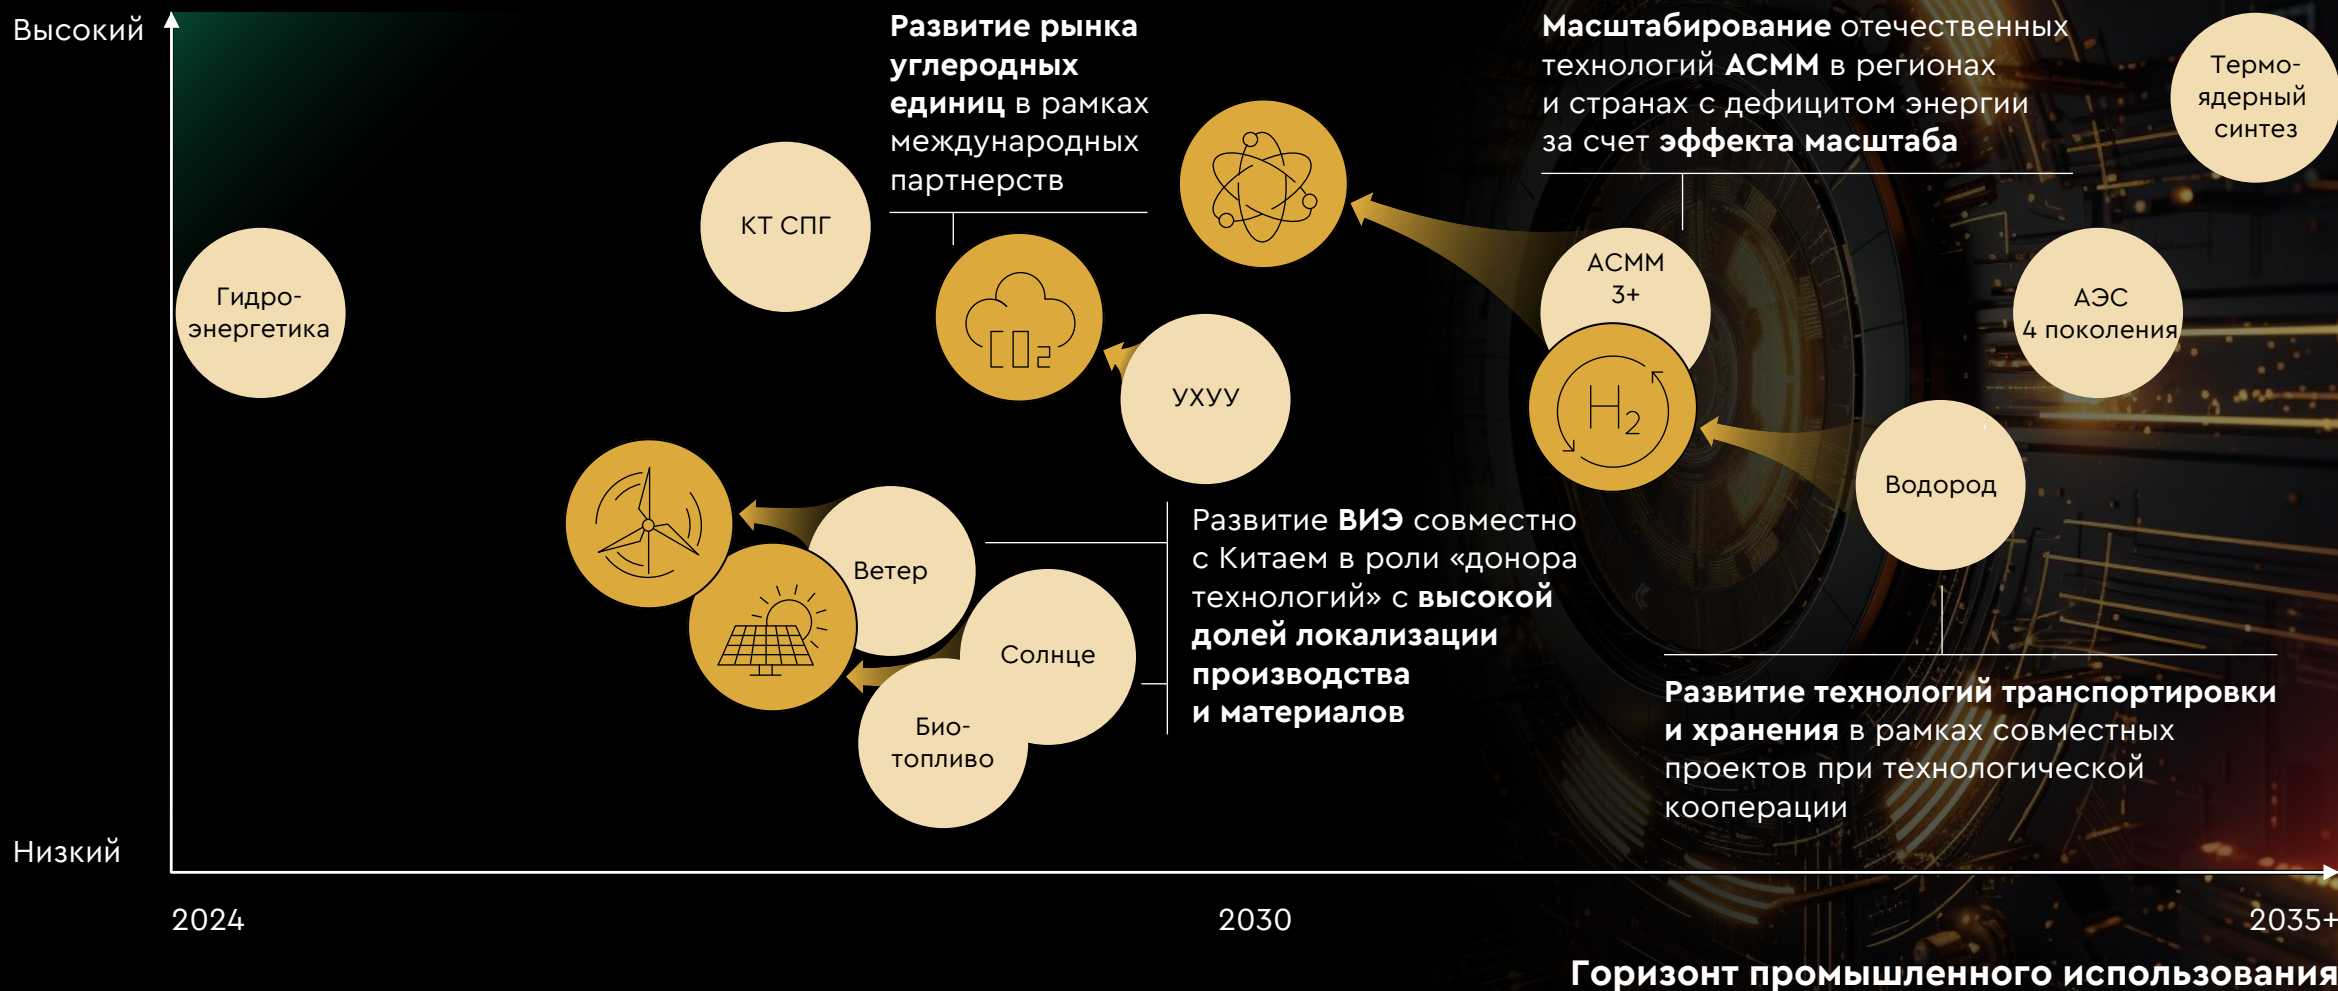 Высокий
Развитие рынка
углеродных
единиц в рамках
международных
партнерств
Масштабирование отечественных
технологий АСММ в регионах
и странах с дефицитом энергии
за счет эффекта масштаба
Термо-
ядерный
синтез
КТ СПГ
Гидро-
энергетика
CO₂
УХУУ
АСММ
3+
H₂
АЭС
4 поколения
Водород
Ветер
Солнце
Био-
топливо
Развитие ВИЭ совместно
с Китаем в роли «донора
технологий» с высокой
долей локализации
производства
и материалов
Развитие технологий транспортировки
и хранения в рамках совместных
проектов при технологической
кооперации
Низкий
2024
2030
2035+
Горизонт промышленного использования